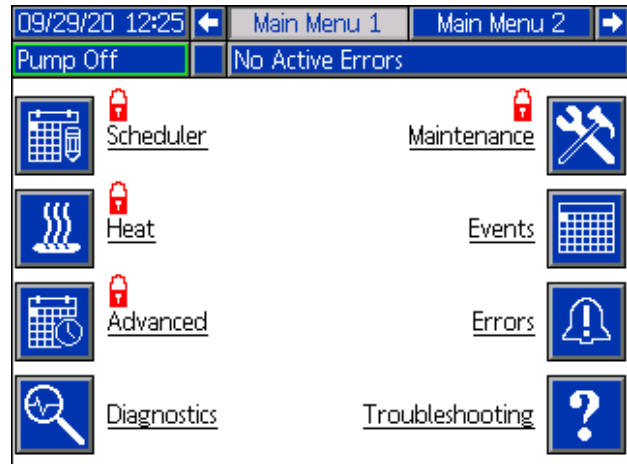 09/29/20 12:25 Main Menu 1 Main Menu 2
Pump Off No Active Errors
Scheduler Maintenance
Heat Events
Advanced Errors
Diagnostics Troubleshooting ?